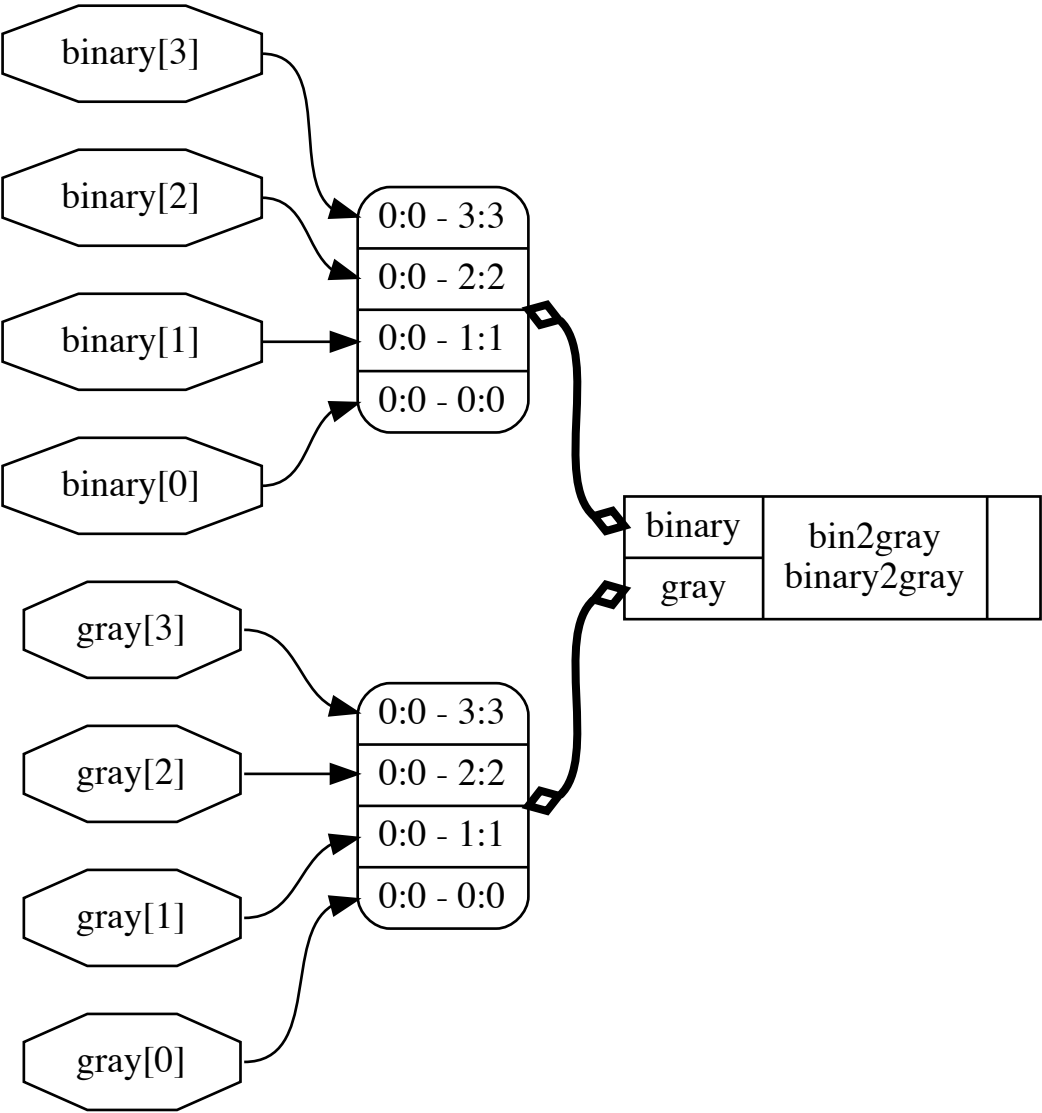 binary[3]
binary[2]
binary[1]
binary[0]
0:0 - 3:3
0:0 - 2:2
0:0 - 1:1
0:0 - 0:0
binary
gray
bin2gray
binary2gray
gray[3]
gray[2]
gray[1]
gray[0]
0:0 - 3:3
0:0 - 2:2
0:0 - 1:1
0:0 - 0:0